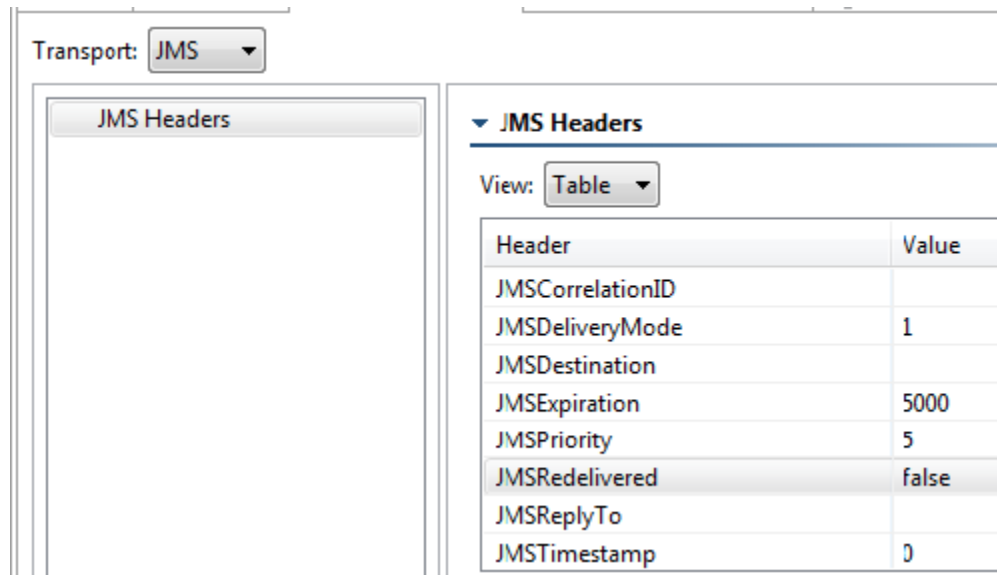 Transport: JMS
JMS Headers
JMS Headers
View: Table
Header Value
JMSCorrelationID
JMSDeliveryMode 1
JMSDestination
JMSExpiration 5000
JMSPriority 5
JMSRedelivered false
JMSReplyTo
JMSTimestamp 0